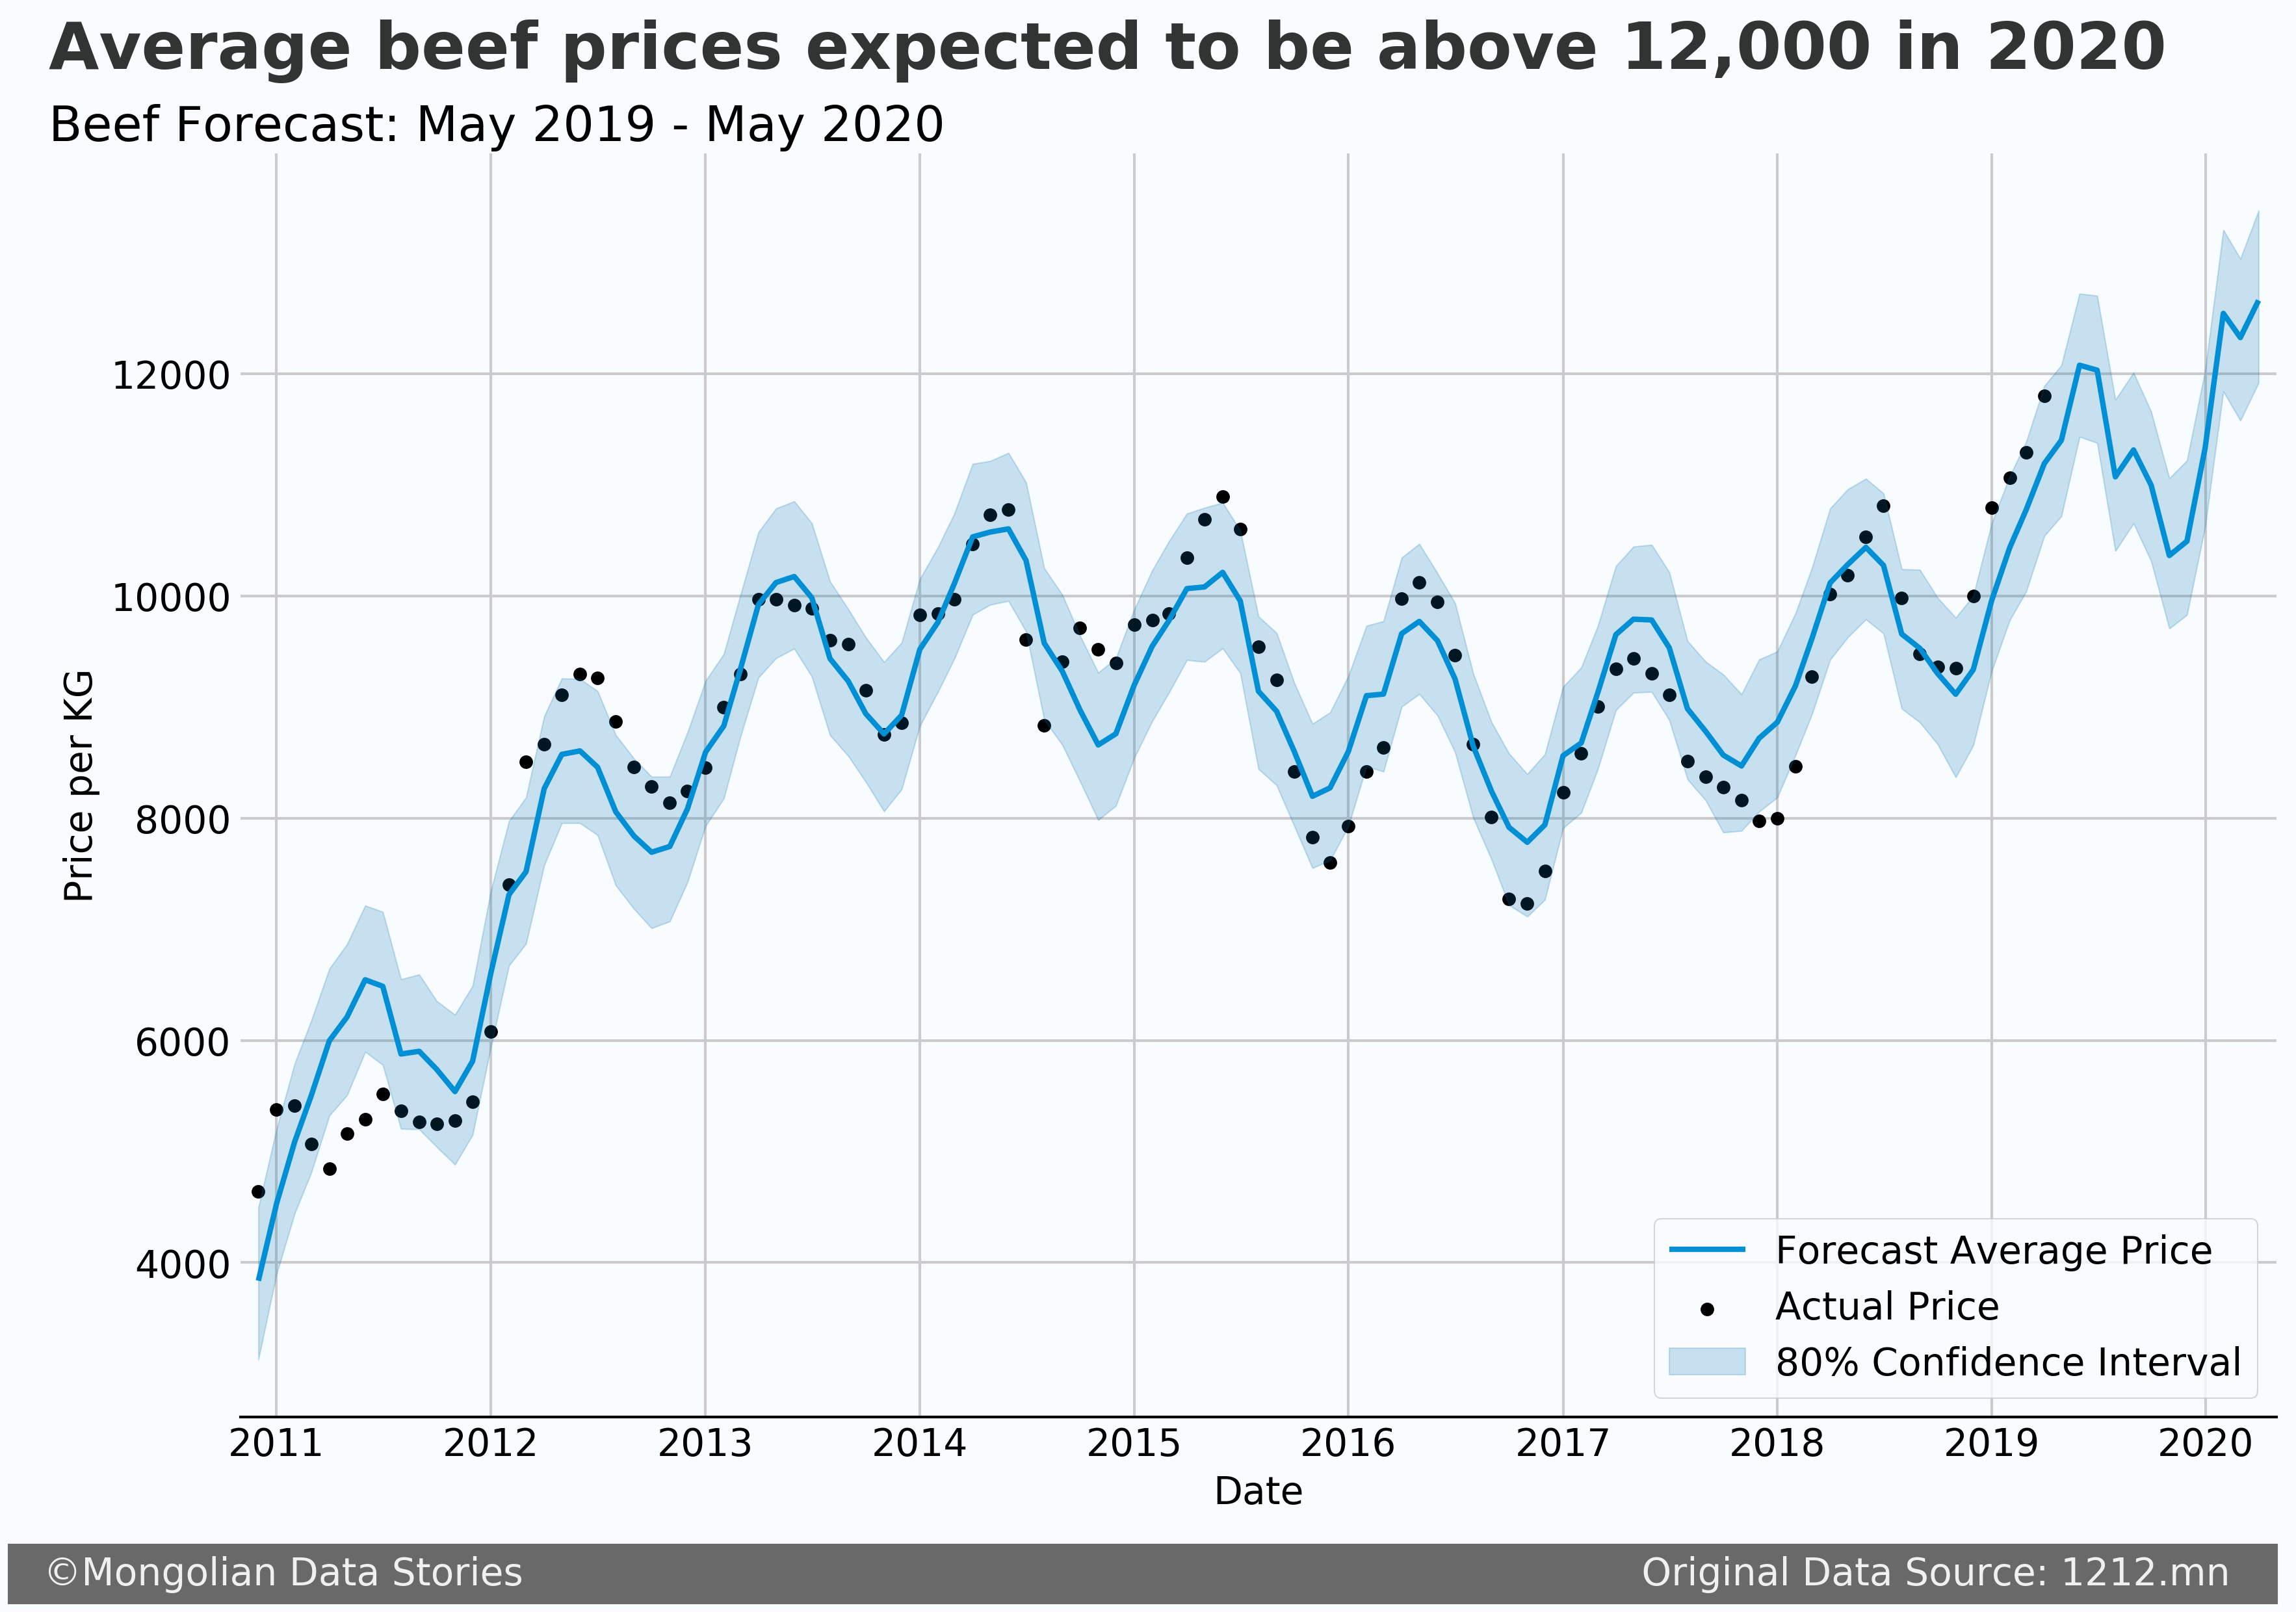 Average beef prices expected to be above 12,000 in 2020
Beef Forecast: May 2019 - May 2020
12000
10000
8000
6000
4000
Price per KG
Forecast Average Price
Actual Price
80% Confidence Interval
2011 2012 2013 2014 2015 2016 2017 2018 2019 2020
Date
©Mongolian Data Stories Original Data Source: 1212.mn